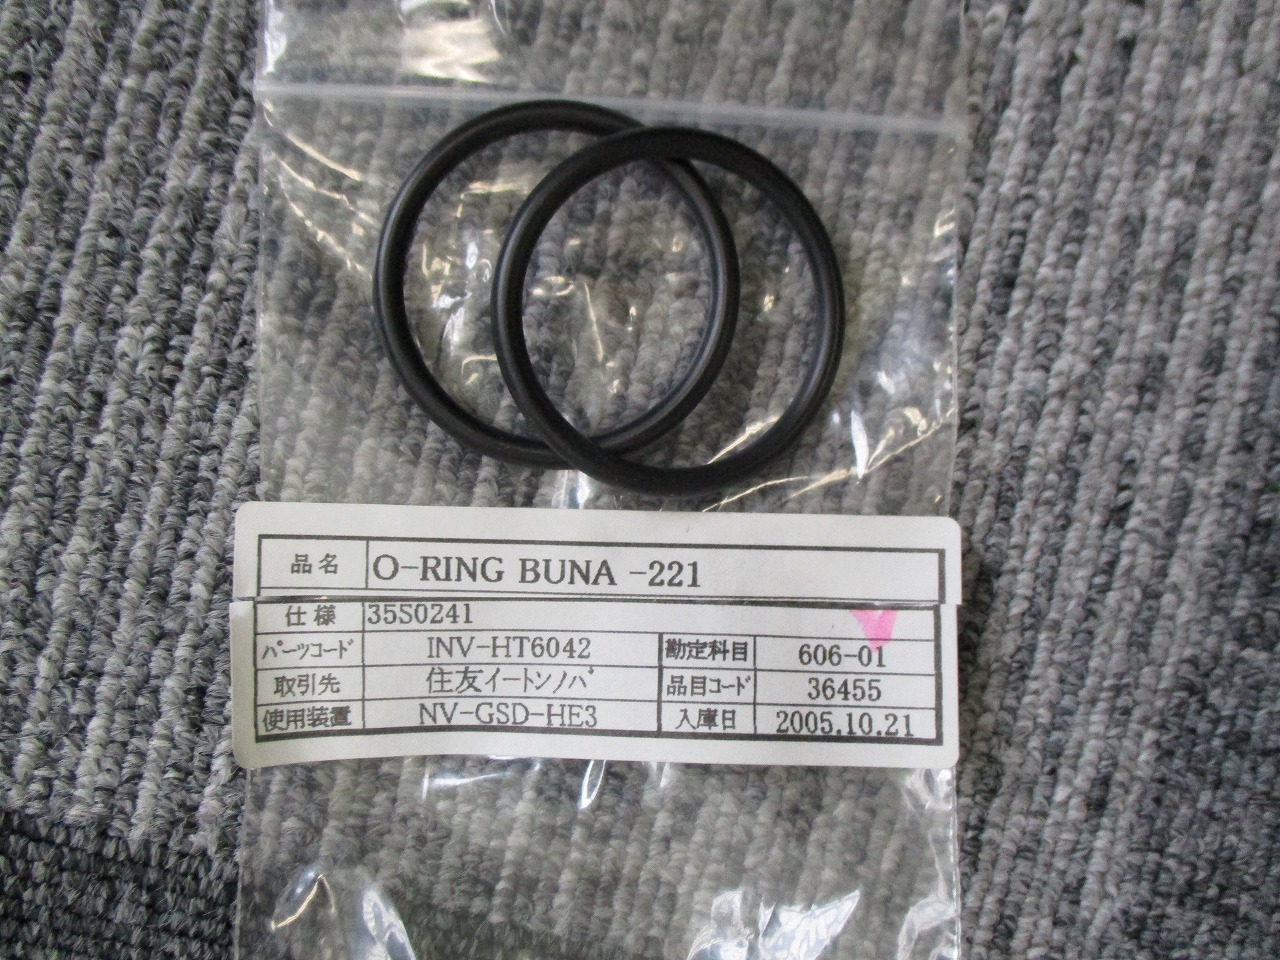 品名 O-RING BUNA -221
仕様 35S0241
パーツコード INV-HT6042 勘定科目 606-01
取引先 住友イートンノバ 品目コード 36455
使用装置 NV-GSD-HE3 入庫日 2005.10.21